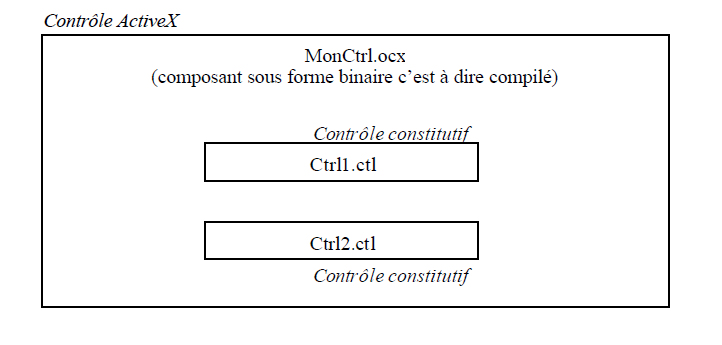 Contrôle ActiveX
MonCtrl.ocx
(composant sous forme binaire c’est à dire compilé)
Contrôle constitutif
Ctrl1.ctl
Ctrl2.ctl
Contrôle constitutif